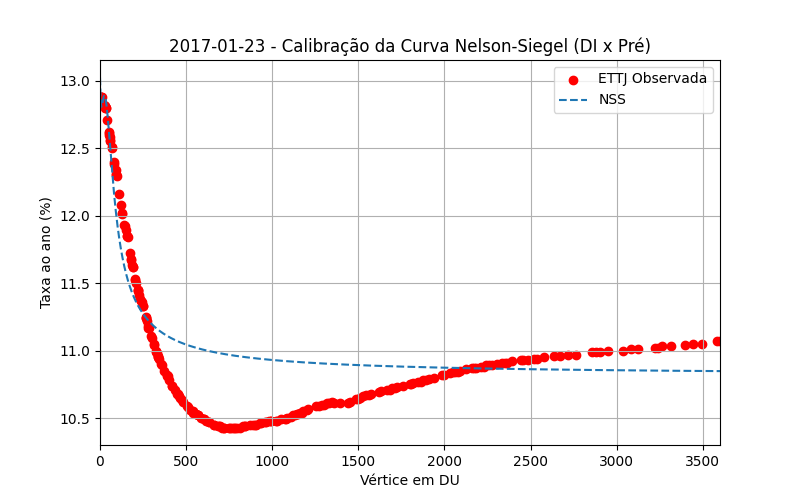 2017-01-23 - Calibração da Curva Nelson-Siegel (DI x Pré)
ETTJ Observada
NSS
Taxa ao ano (%)
13.0
12.5
12.0
11.5
11.0
10.5
0 500 1000 1500 2000 2500 3000 3500
Vértice em DU